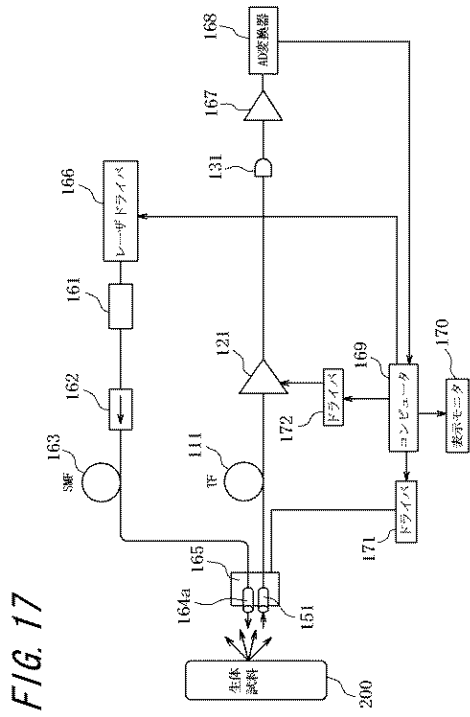 FIG. 17
生体
試料
200
164a
165
151
SMF
163
TF
111
162
161
レーザドライバ
166
121
ドライバ
172
131
167
AD変換器
168
コンピュータ
169
表示モニタ
170
ドライバ
171